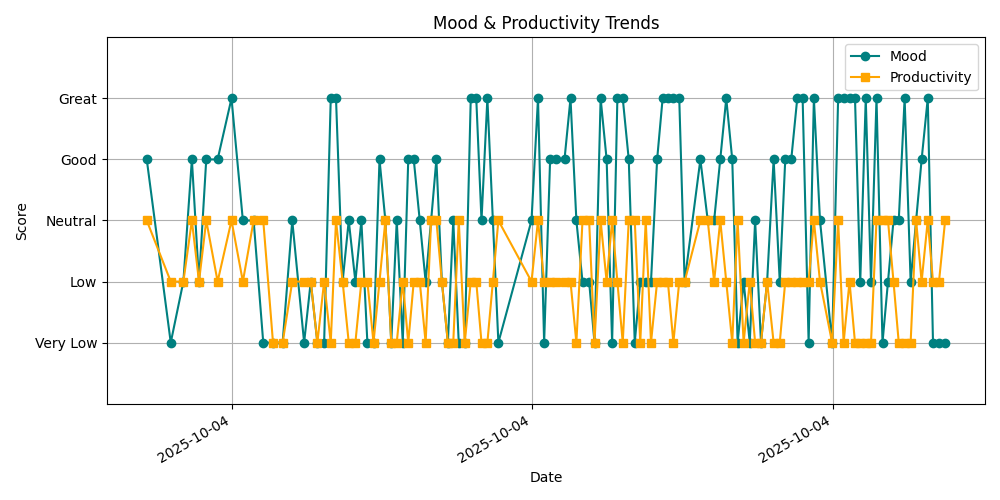 Mood & Productivity Trends
Mood
Productivity
Great
Good
Neutral
Low
Very Low
Score
2025-10-04
2025-10-04
2025-10-04
Date